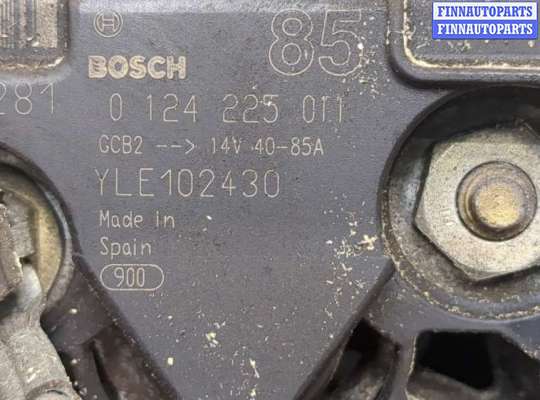 FINNAUTOPARTS
FINNAUTOPARTS
85
BOSCH
281
0 124 225 011
GCB2 --> 14V 40-85A
YLE102430
Made in
Spain
900